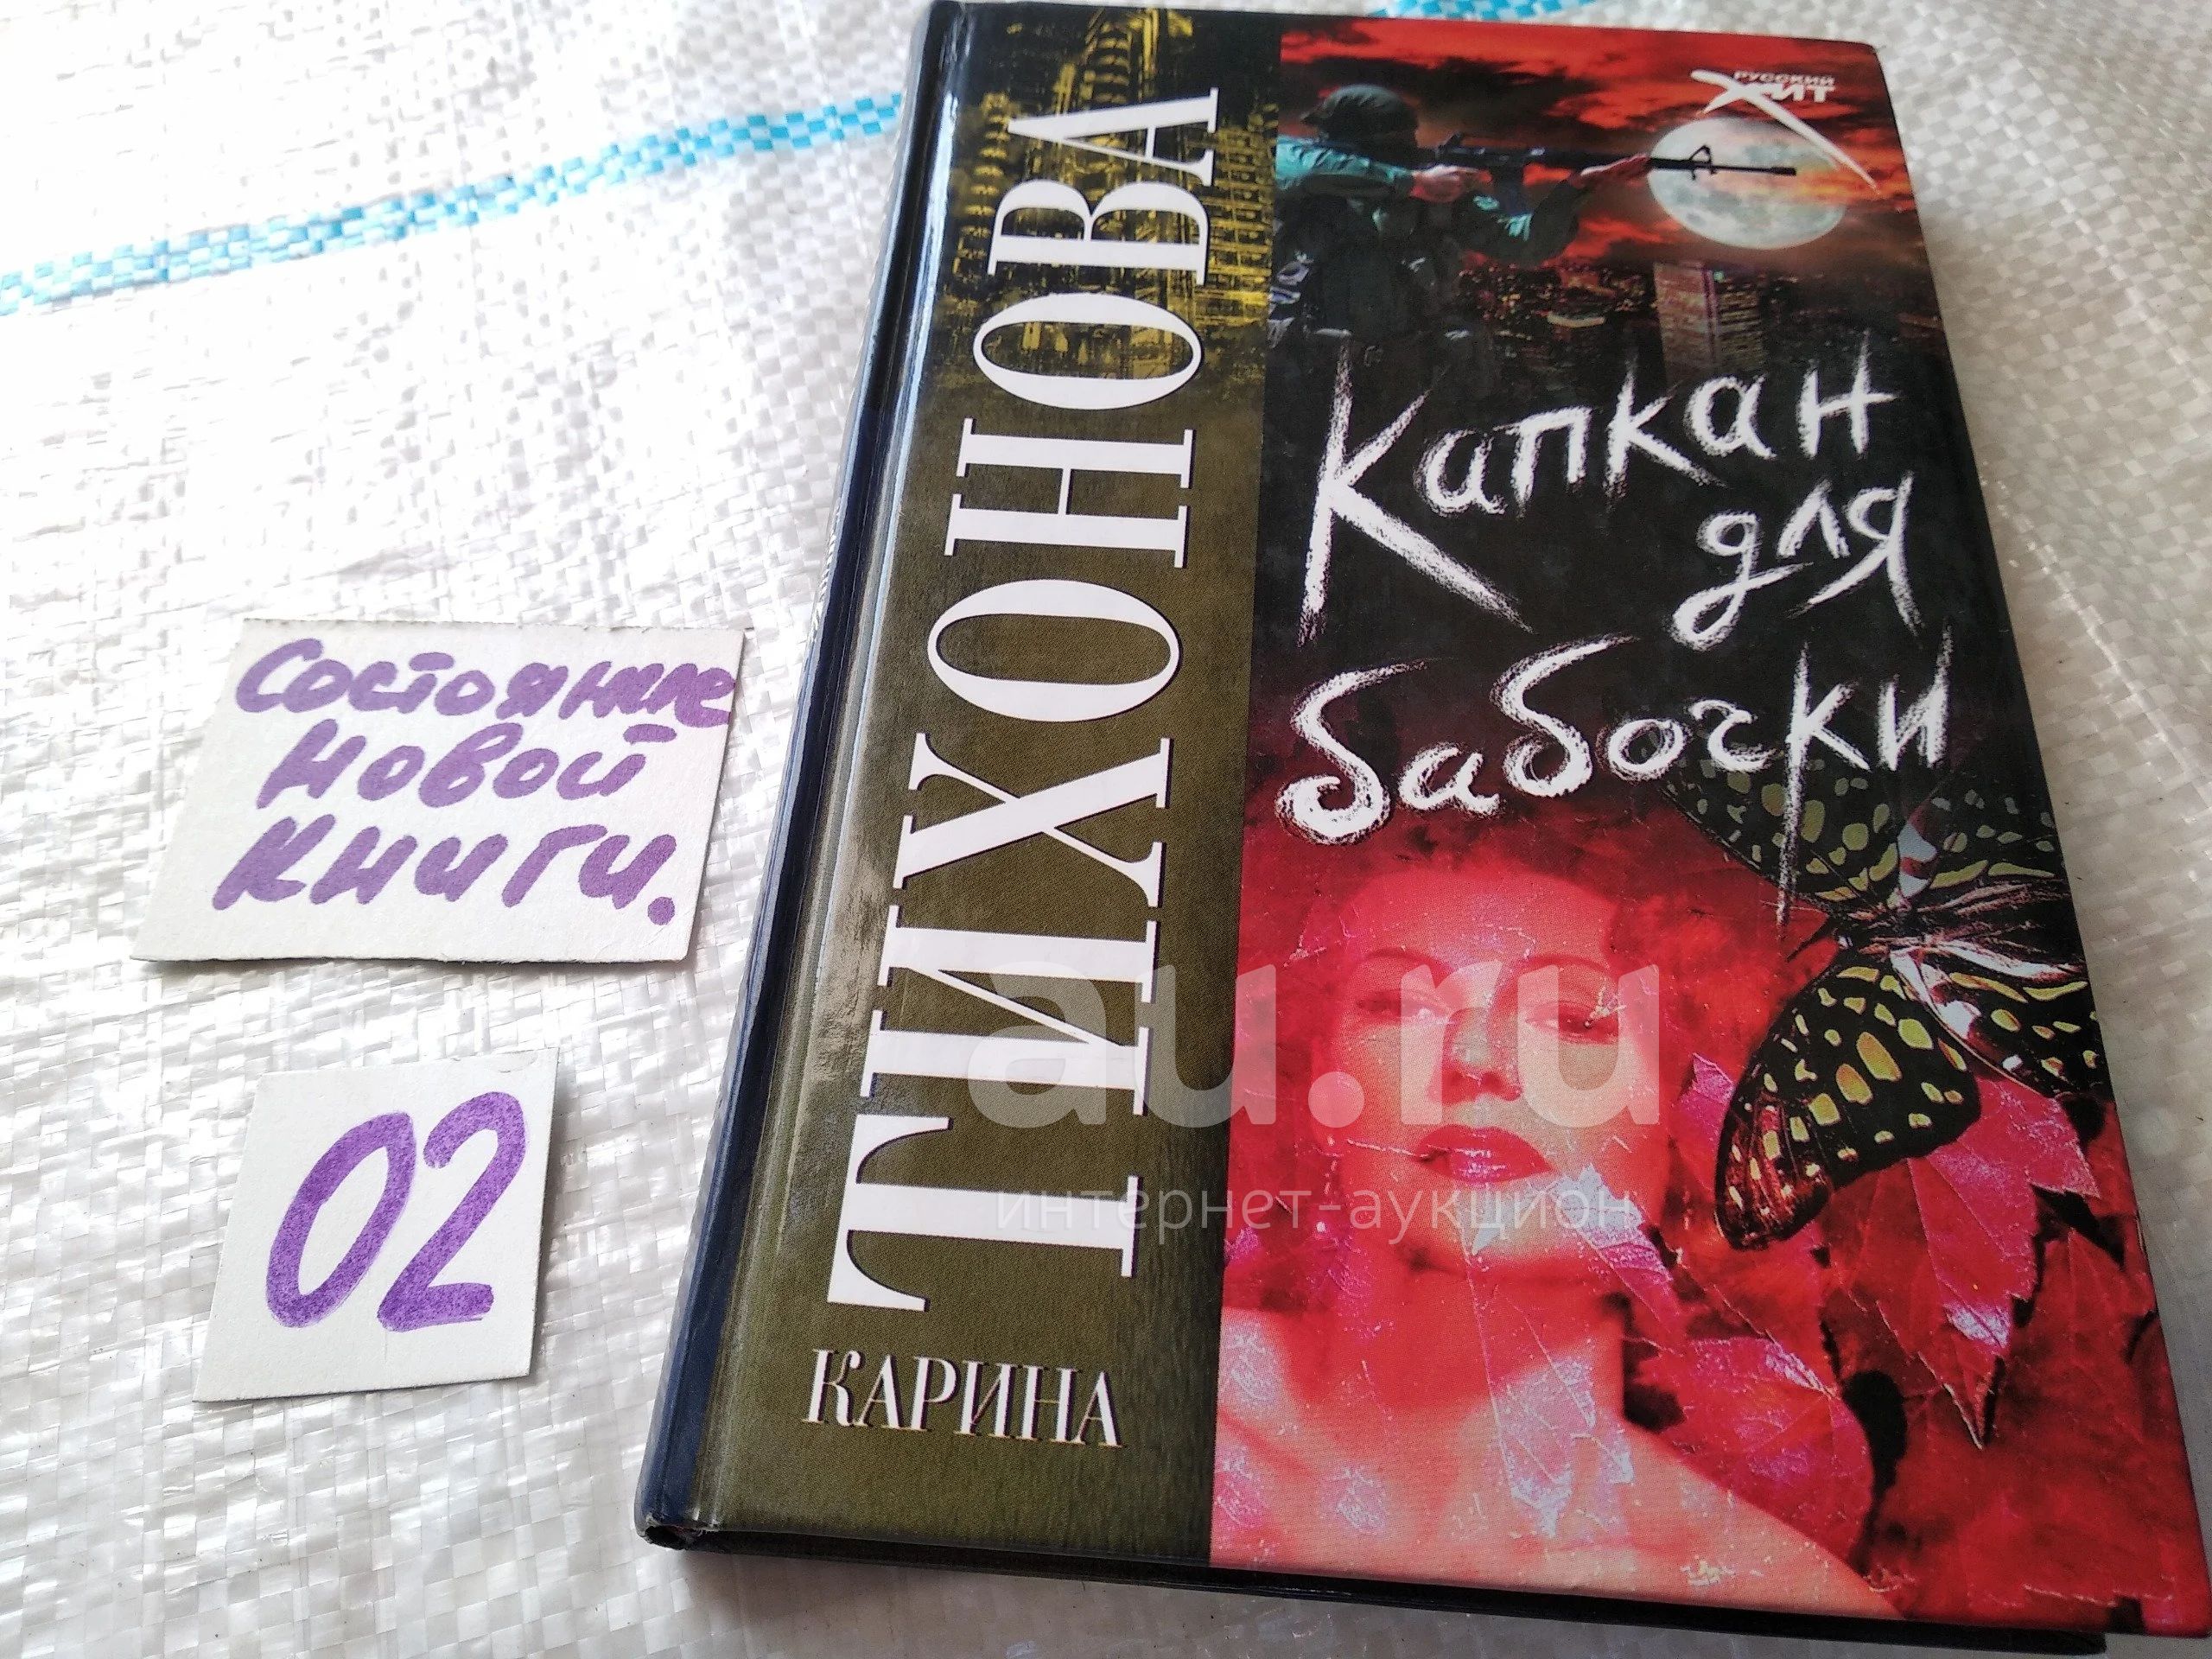 Состояние
новой
книги.
02
КАРИНА
ТИХОНОВА
РУССКИЙ
ХИТ
Капкан
для
бабочки
au.ru
интернет-аукцион